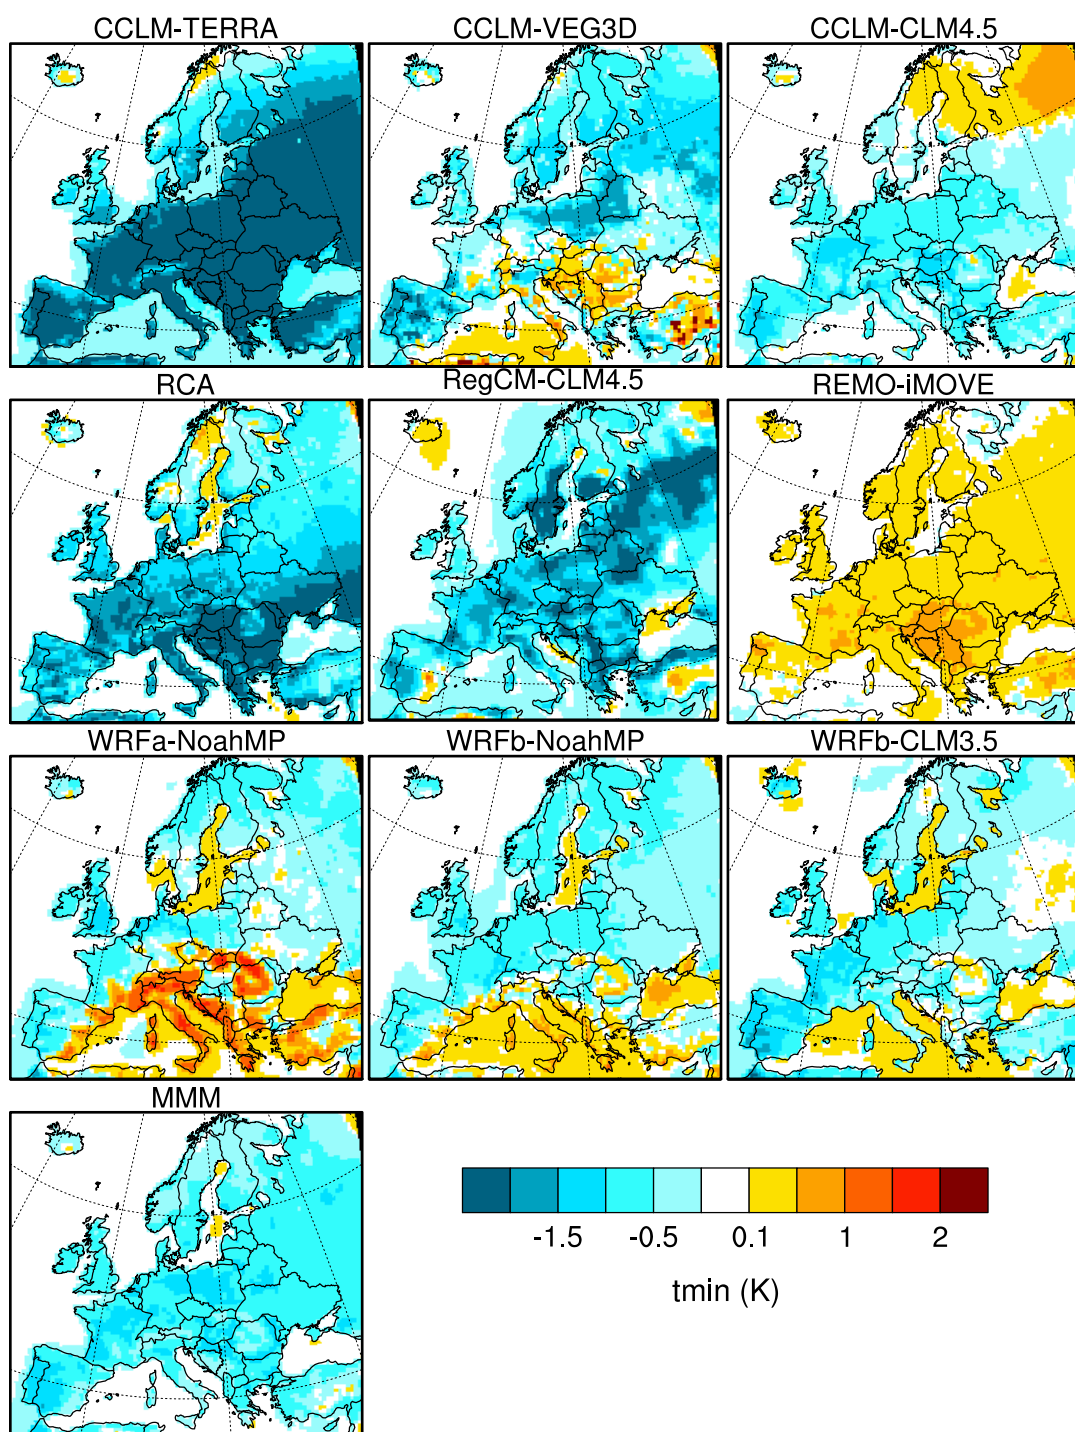 CCLM-TERRA
CCLM-VEG3D
CCLM-CLM4.5
RCA
RegCM-CLM4.5
REMO-iMOVE
WRFa-NoahMP
WRFb-NoahMP
WRFb-CLM3.5
MMM
-1.5 -0.5 0.1 1 2
tmin (K)